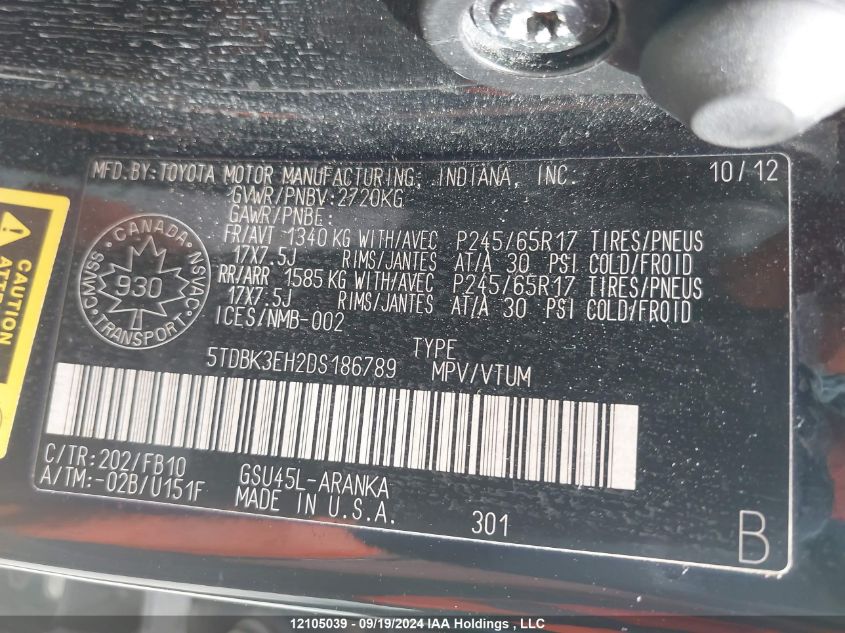 MFD.BY:TOYOTA MOTOR MANUFACTURING, INDIANA, INC. 10/12
GVWR/PNBV:2720KG
GAWR/PNBE:
FR/AVT 1340 KG WITH/AVEC P245/65R17 TIRES/PNEUS
17X7.5J RIMS/JANTES AT/A 30 PSI COLD/FROID
RR/ARR 1585 KG WITH/AVEC P245/65R17 TIRES/PNEUS
17X7.5J RIMS/JANTES AT/A 30 PSI COLD/FROID
ICES/NMB-002
CANADA
CMVSS NSVAC
930
TRANSPORT
CAUTION
5TDBK3EH2DS186789 TYPE
MPV/VTUM
C/TR:202/FB10 GSU45L-ARANKA
A/TM:-02B/U151F MADE IN U.S.A.
301
B
12105039 - 09/19/2024 IAA Holdings , LLC